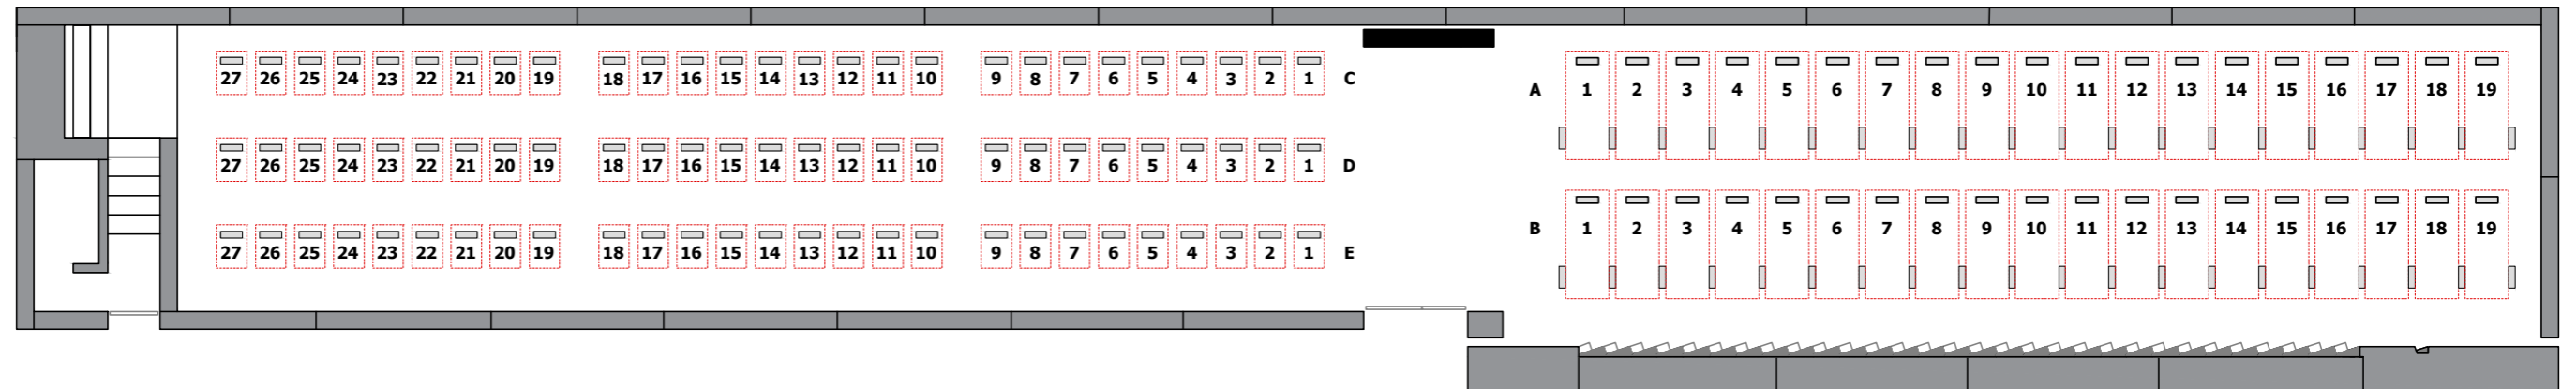 27 26 25 24 23 22 21 20 19 18 17 16 15 14 13 12 11 10 9 8 7 6 5 4 3 2 1 C
A 1 2 3 4 5 6 7 8 9 10 11 12 13 14 15 16 17 18 19
27 26 25 24 23 22 21 20 19 18 17 16 15 14 13 12 11 10 9 8 7 6 5 4 3 2 1 D
B 1 2 3 4 5 6 7 8 9 10 11 12 13 14 15 16 17 18 19
27 26 25 24 23 22 21 20 19 18 17 16 15 14 13 12 11 10 9 8 7 6 5 4 3 2 1 E